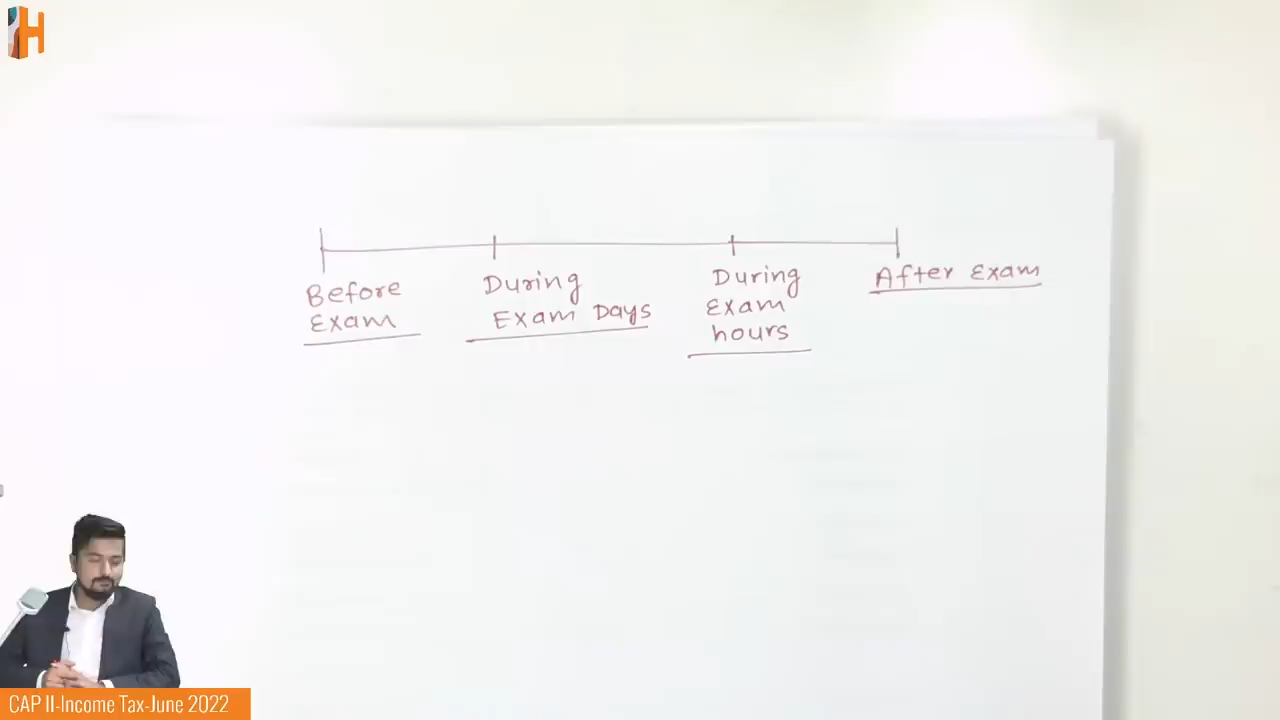 H
Before
Exam
During
Exam Days
During
Exam
hours
After Exam
CAP II-Income Tax-June 2022